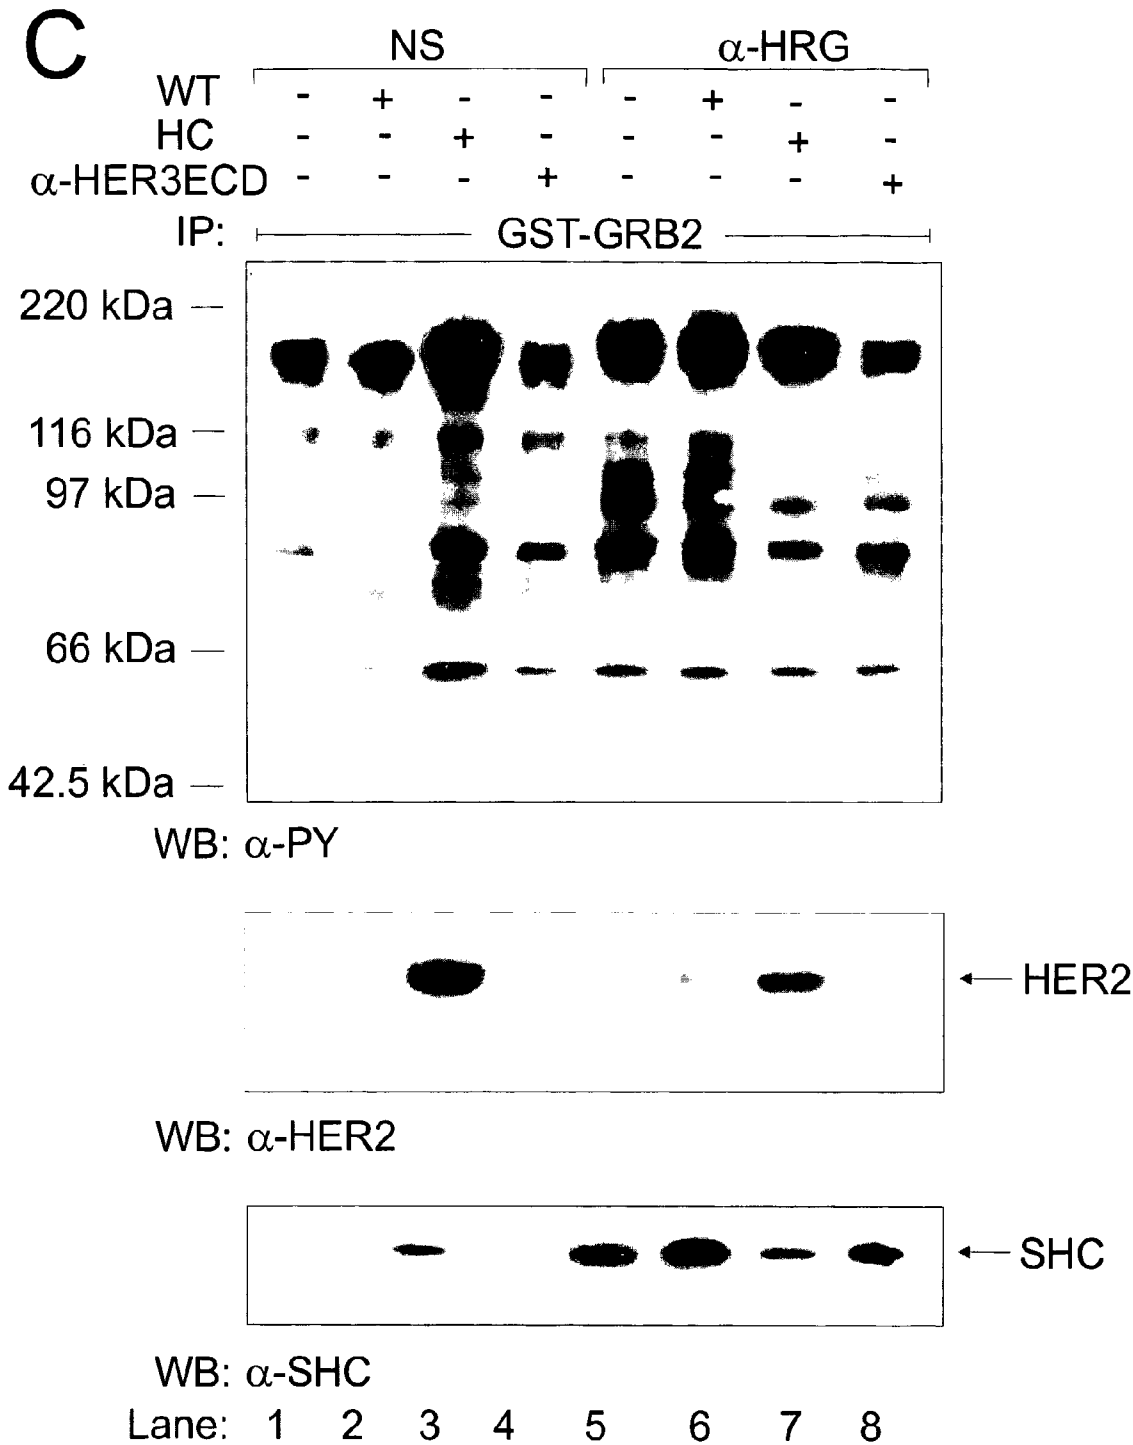 C
NS α-HRG
WT - + - - - + - -
HC - - + - - - + -
α-HER3ECD - - - + - - - +
IP: GST-GRB2
220 kDa
116 kDa
97 kDa
66 kDa
42.5 kDa
WB: α-PY
HER2
WB: α-HER2
SHC
WB: α-SHC
Lane: 1 2 3 4 5 6 7 8